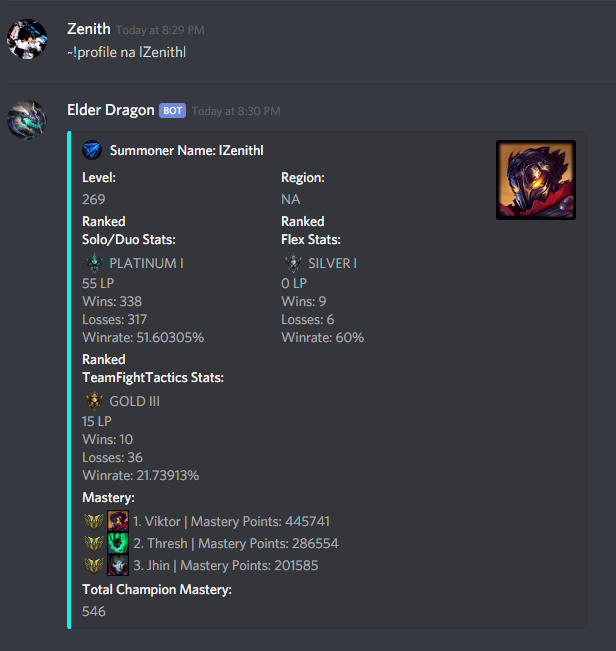 Zenith Today at 8:29 PM
~!profile na lZenithl
Elder Dragon BOT Today at 8:30 PM
Summoner Name: lZenithl
Level: Region:
269 NA
Ranked Ranked
Solo/Duo Stats: Flex Stats:
PLATINUM I SILVER I
55 LP 0 LP
Wins: 338 Wins: 9
Losses: 317 Losses: 6
Winrate: 51.60305% Winrate: 60%
Ranked
TeamFightTactics Stats:
GOLD III
15 LP
Wins: 10
Losses: 36
Winrate: 21.73913%
Mastery:
1. Viktor | Mastery Points: 445741
2. Thresh | Mastery Points: 286554
3. Jhin | Mastery Points: 201585
Total Champion Mastery:
546